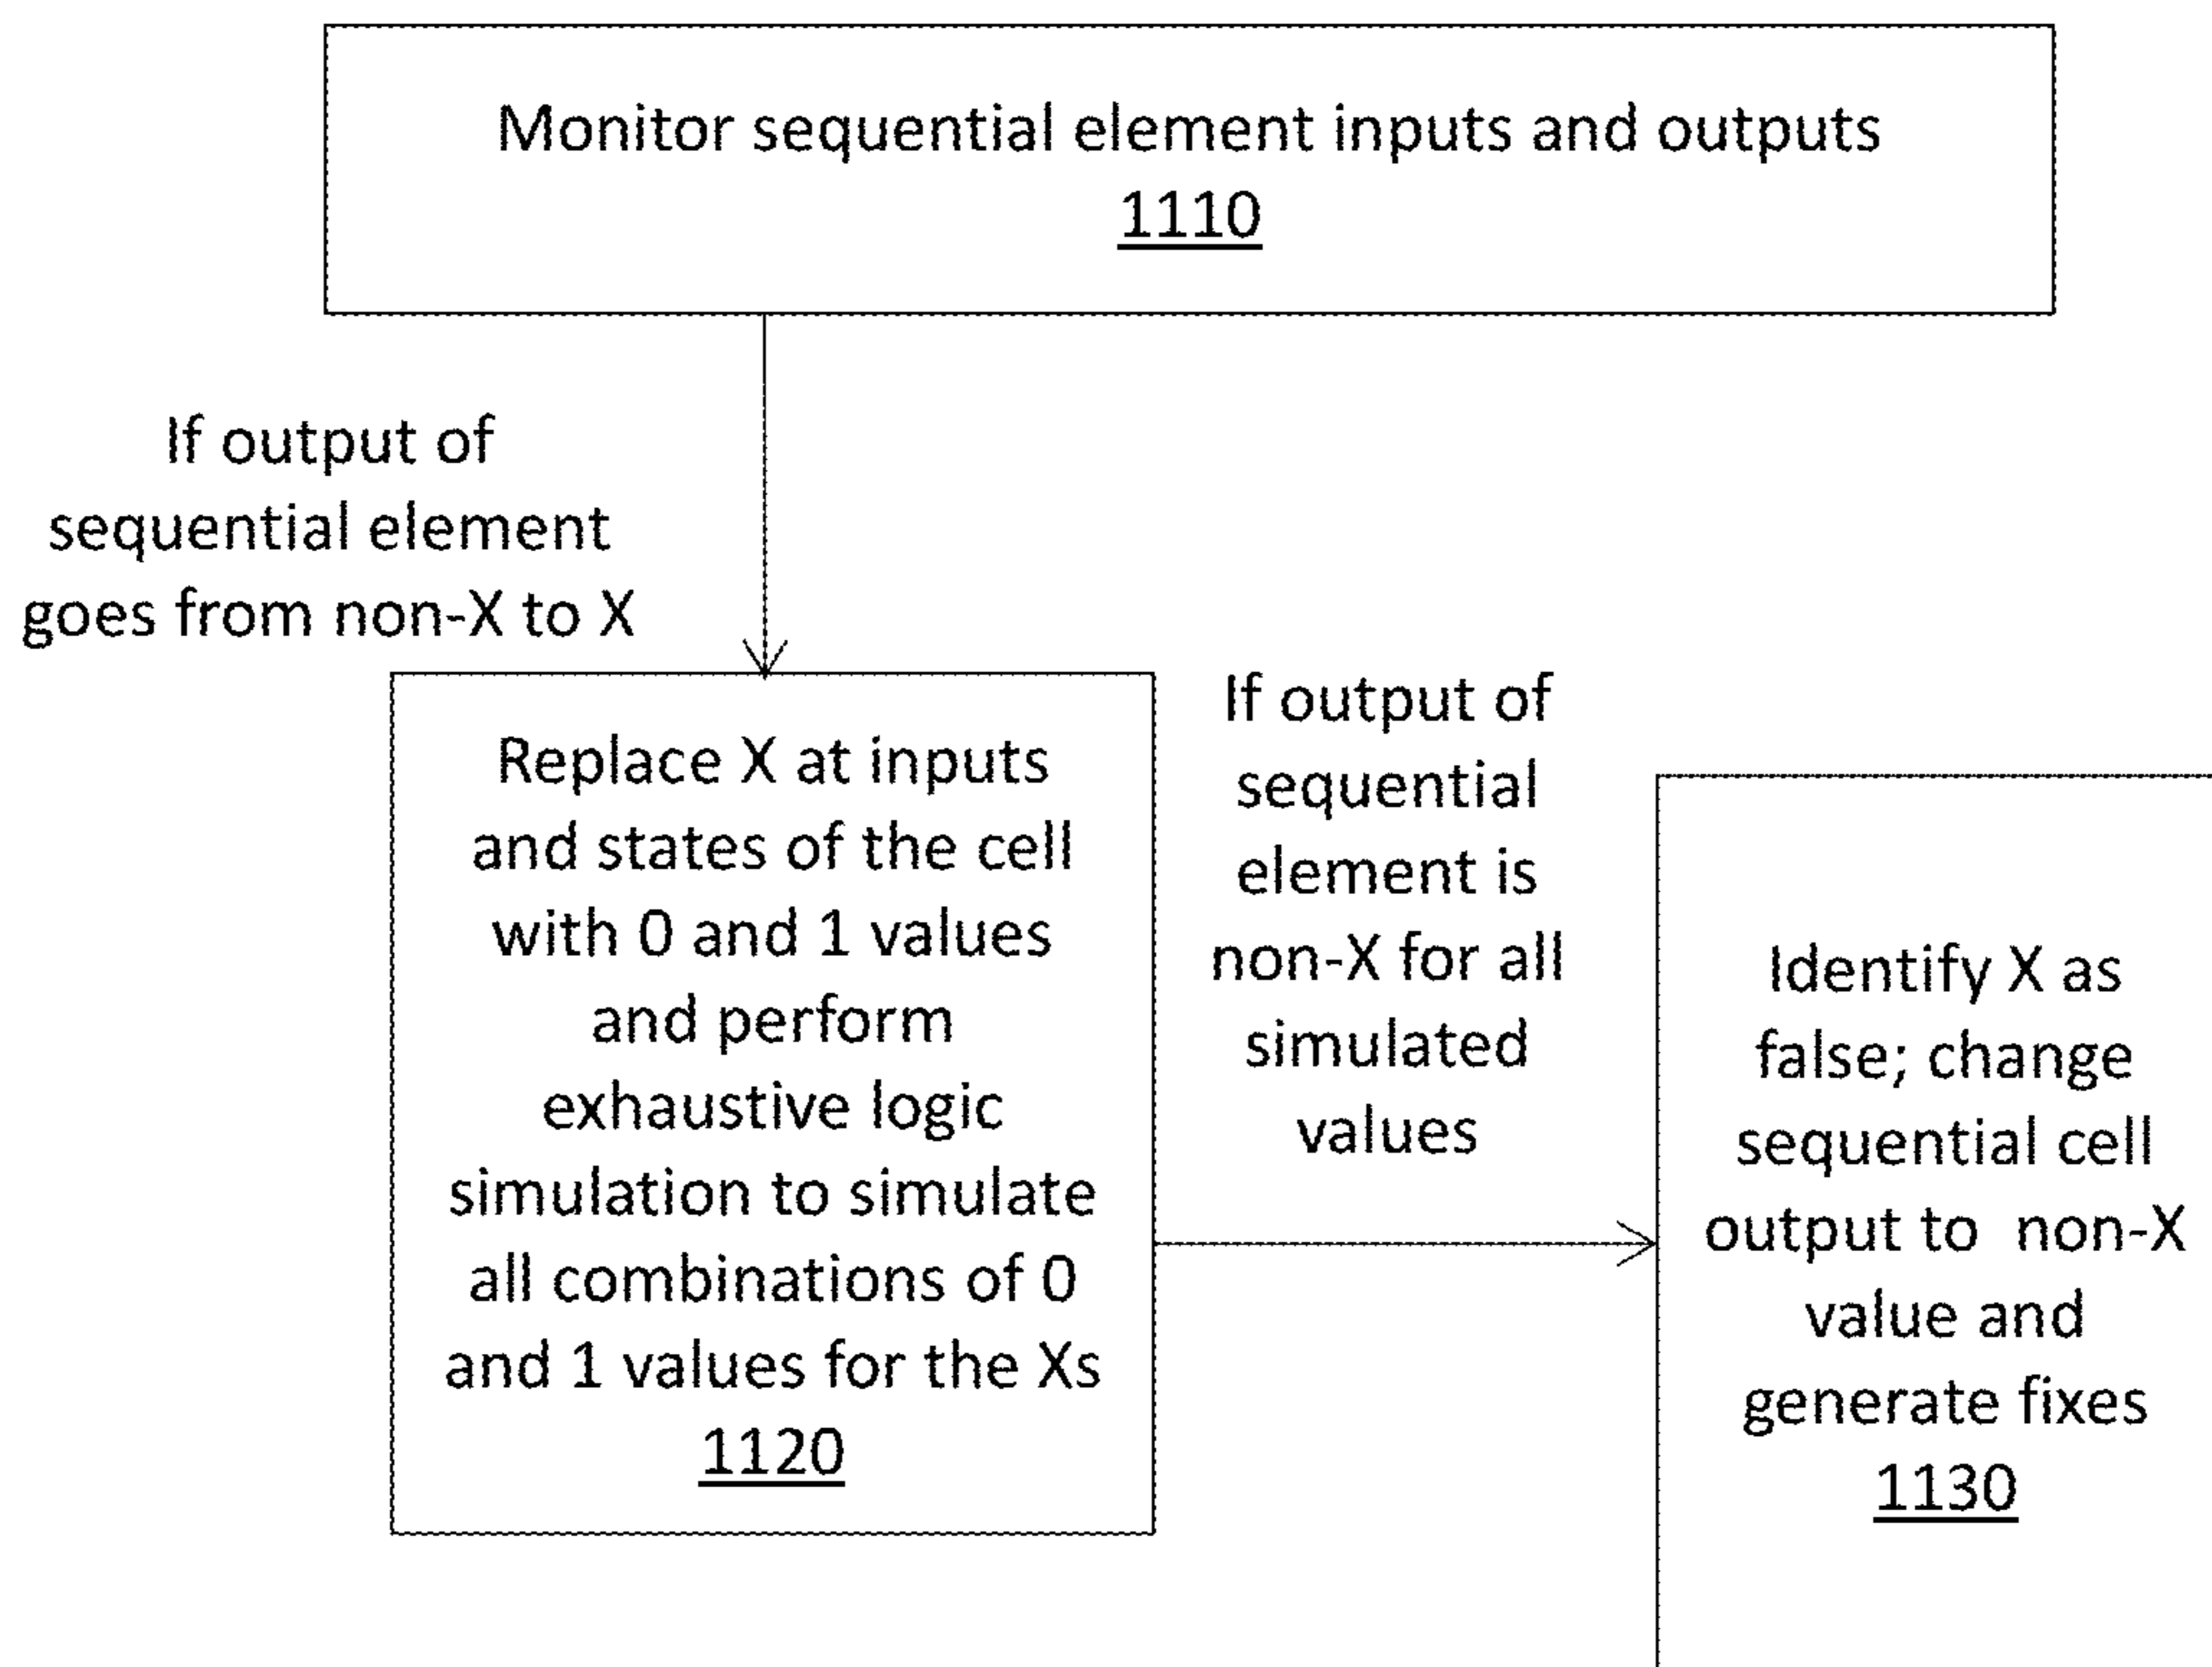 Monitor sequential element inputs and outputs
1110
If output of
sequential element
goes from non-X to X
Replace X at inputs
and states of the cell
with 0 and 1 values
and perform
exhaustive logic
simulation to simulate
all combinations of 0
and 1 values for the Xs
1120
If output of
sequential
element is
non-X for all
simulated
values
Identify X as
false; change
sequential cell
output to  non-X
value and
generate fixes
1130